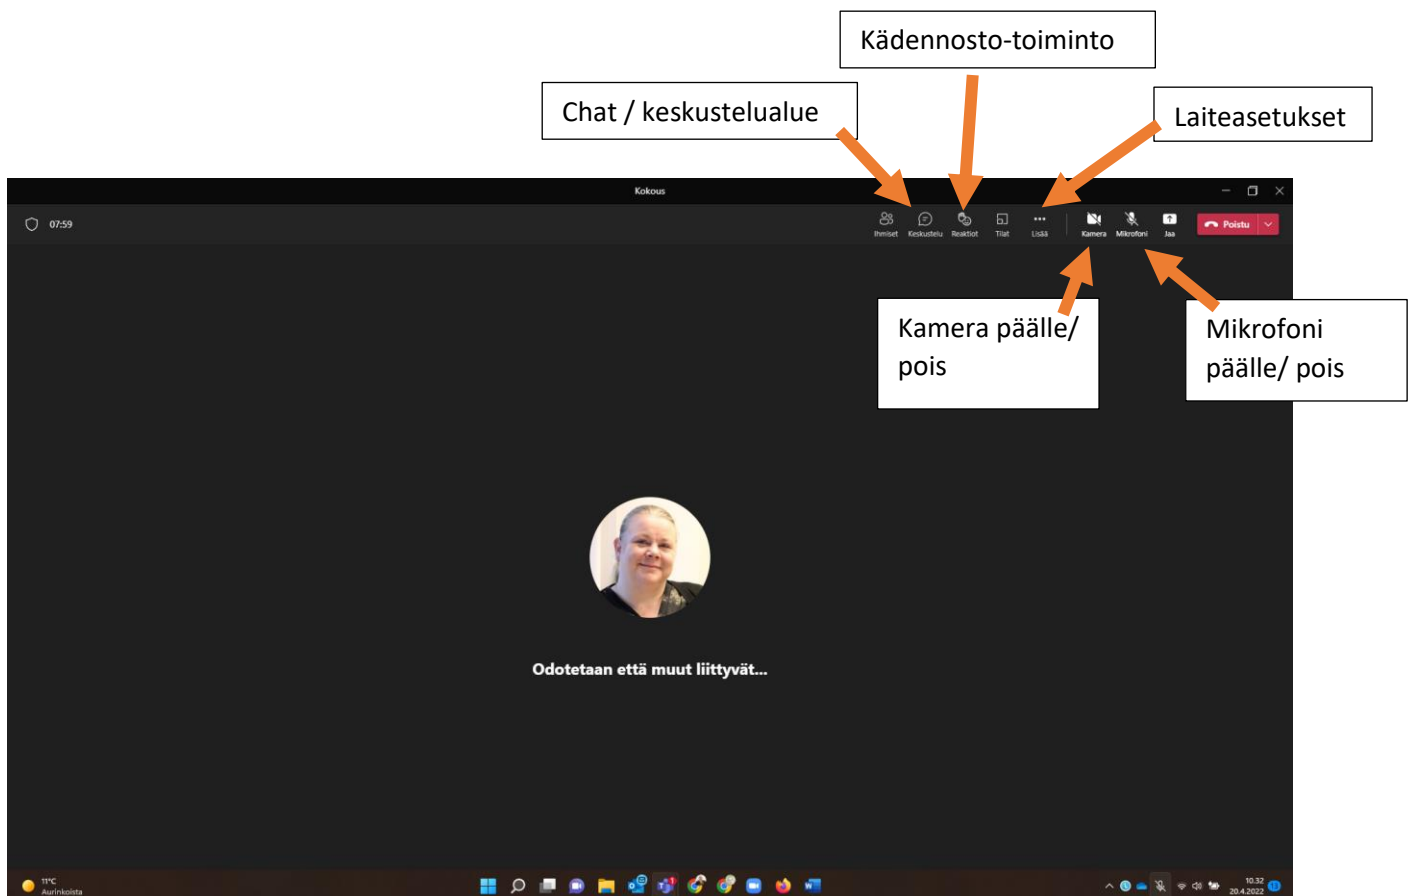 Kädennosto-toiminto
Chat / keskustelualue
Laiteasetukset
Kokous
07:59
Ihmiset Keskustelu Reaktiot Tilat Lisää Kamera Mikrofoni Jaa Poistu
Kamera päälle/
pois
Mikrofoni
päälle/ pois
Odotetaan että muut liittyvät...
11°C
Aurinkoista
10.32
20.4.2022